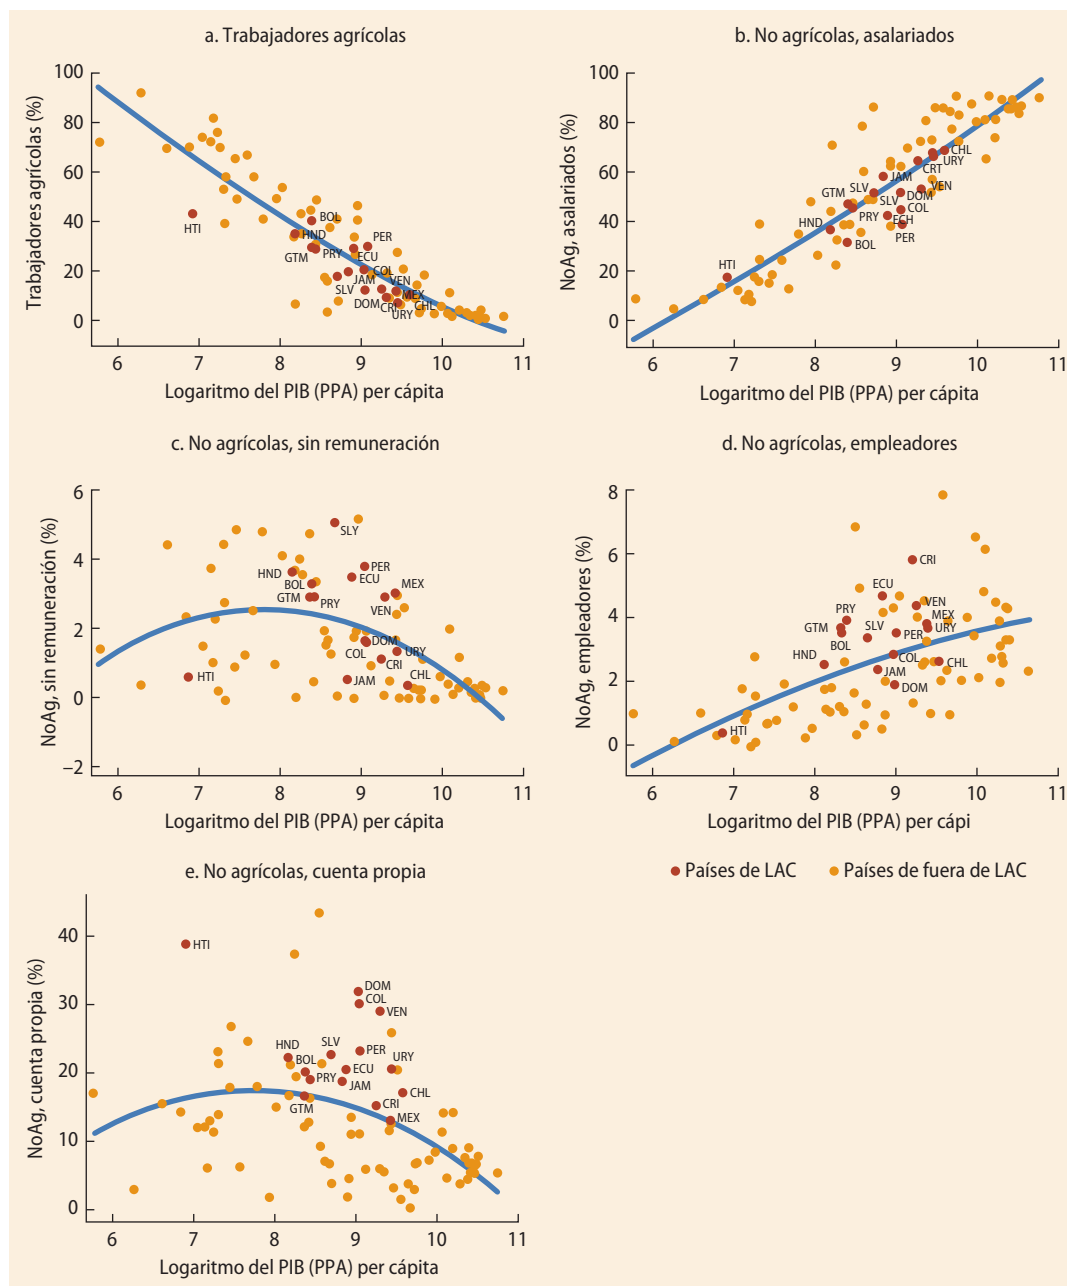 a. Trabajadores agrícolas
Trabajadores agrícolas (%)
100
80
60
40
20
0
HTI
BOL
HND
GTM
PRY
PER
ECU
COL
JAM
VEN
SLV
MEX
DOM
CRI
CHL
URY
6 7 8 9 10 11
Logaritmo del PIB (PPA) per cápita
b. No agrícolas, asalariados
NoAg, asalariados (%)
100
80
60
40
20
0
CHL
URY
CRT
JAM
VEN
SLV
GTM
DOM
SLV
COL
PRY
ECH
HND
PER
BOL
HTI
6 7 8 9 10 11
Logaritmo del PIB (PPA) per cápita
c. No agrícolas, sin remuneración
NoAg, sin remuneración (%)
6
4
2
0
−2
SLY
PER
HND
ECU
BOL
MEX
GTM
PRY
VEN
DOM
COL
URY
CRI
HTI
JAM
CHL
6 7 8 9 10 11
Logaritmo del PIB (PPA) per cápita
d. No agrícolas, empleadores
NoAg, empleadores (%)
8
6
4
2
0
CRI
ECU
VEN
PRY
MEX
GTM
SLV
URY
BOL
PER
HND
COL
CHL
JAM
DOM
HTI
6 7 8 9 10 11
Logaritmo del PIB (PPA) per cápi
e. No agrícolas, cuenta propia
NoAg, cuenta propia (%)
40
30
20
10
0
HTI
DOM
COL
VEN
HND
SLV
PER
URY
BOL
ECU
PRY
JAM
CHL
GTM
CRI
MEX
6 7 8 9 10 11
Logaritmo del PIB (PPA) per cápita
Países de LAC Países de fuera de LAC